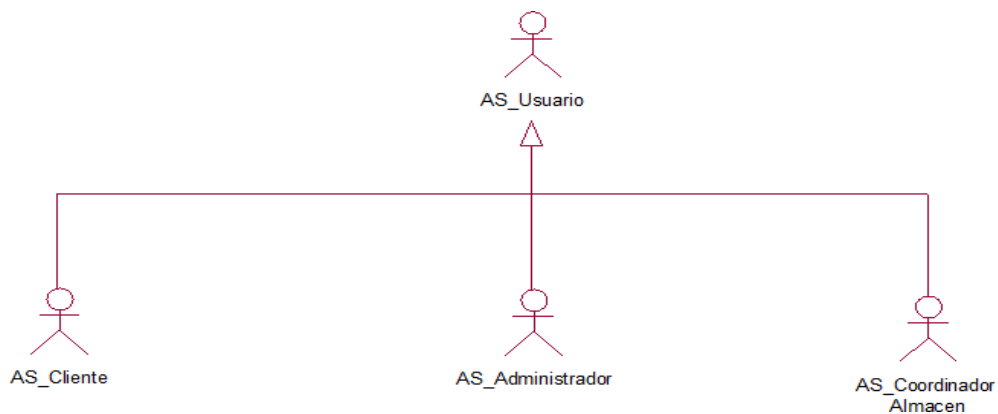 AS_Usuario
AS_Cliente
AS_Administrador
AS_Coordinador
Almacen